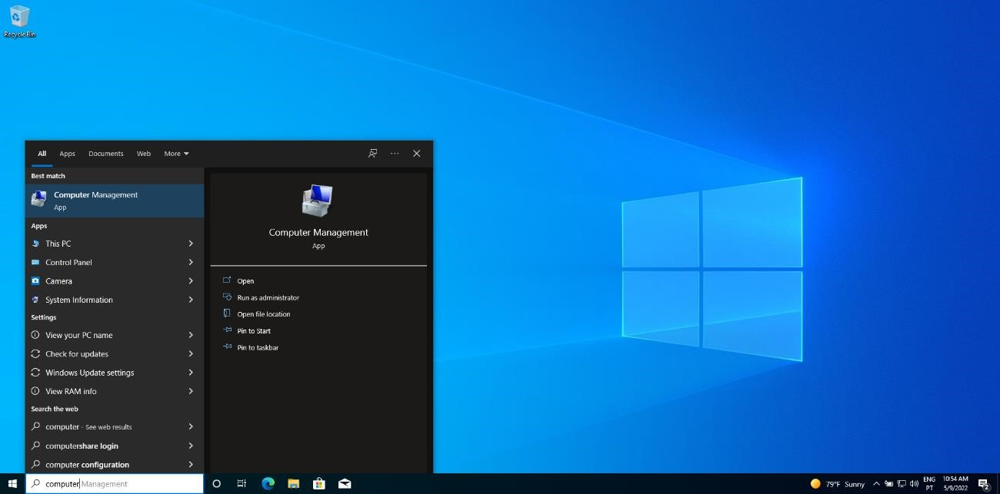 Recycle Bin
All Apps Documents Web More
Best match
Computer Management
App
Apps
This PC
Control Panel
Camera
System Information
Settings
View your PC name
Check for updates
Windows Update settings
View RAM info
Search the web
computer - See web results
computershare login
computer configuration
Computer Management
App
Open
Run as administrator
Open file location
Pin to Start
Pin to taskbar
computer Management
79°F Sunny
ENG
PT
10:54 AM
5/9/2022
2